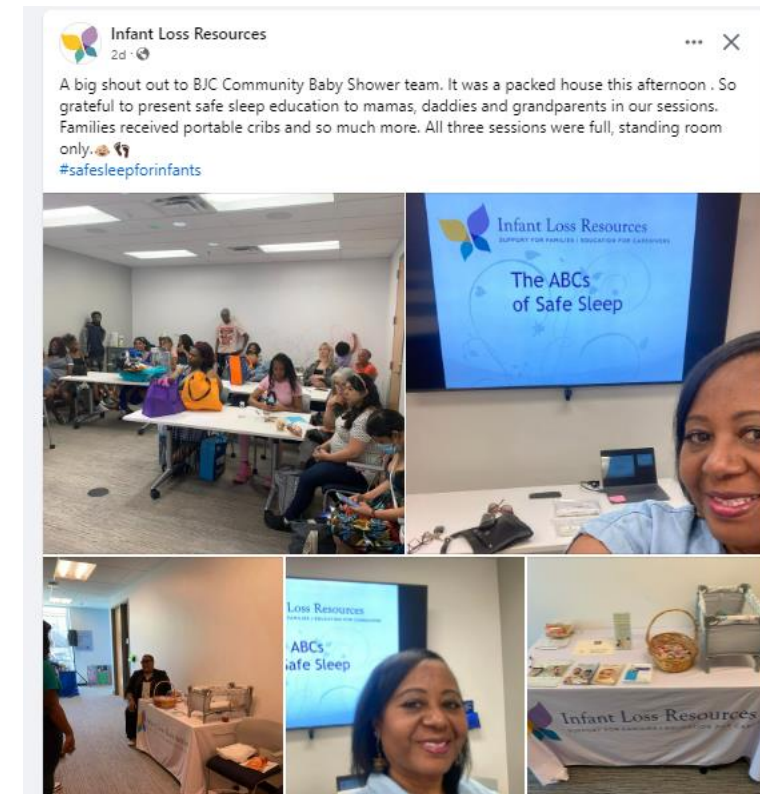 Infant Loss Resources
2d
A big shout out to BJC Community Baby Shower team. It was a packed house this afternoon . So
grateful to present safe sleep education to mamas, daddies and grandparents in our sessions.
Families received portable cribs and so much more. All three sessions were full, standing room
only.
#safesleepforinfants
Infant Loss Resources
SUPPORT FOR FAMILIES | EDUCATION FOR CAREGIVERS
The ABCs
of Safe Sleep
Loss Resources
ABCs
afe Sleep
Infant Loss Resources